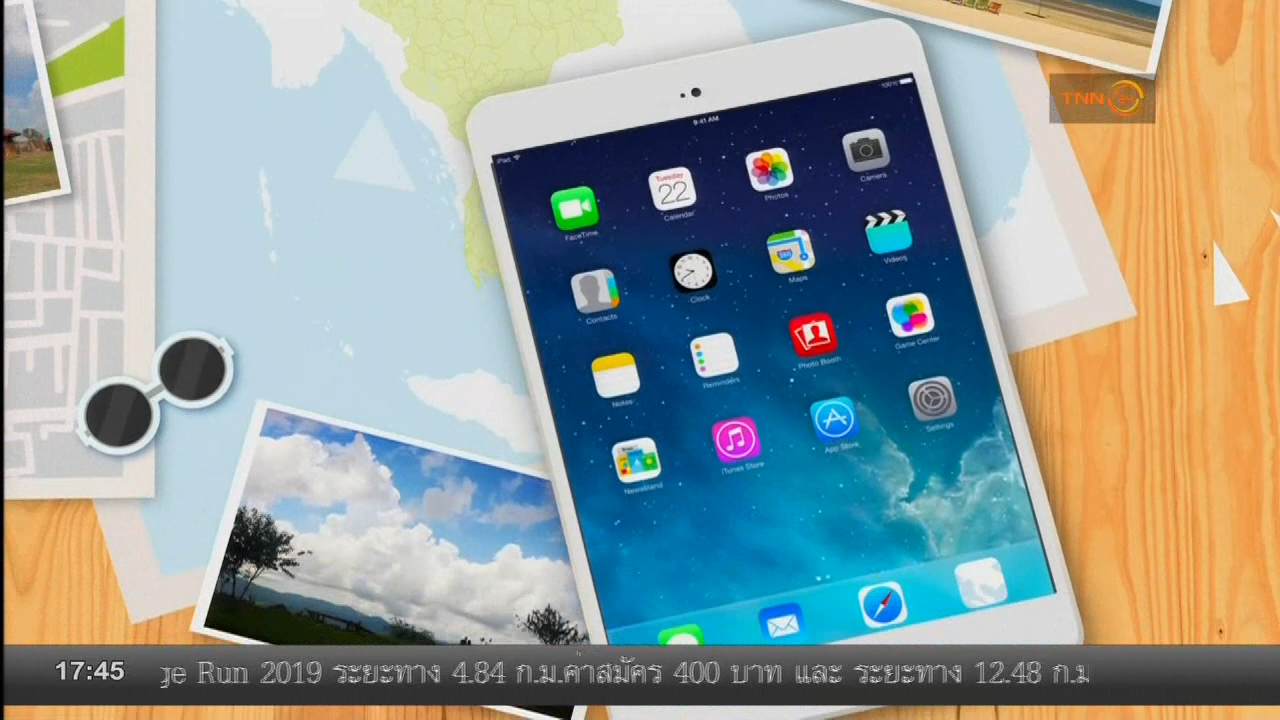 TNN 24
iPad
9:41 AM
100%
FaceTime
Tuesday
22
Calendar
Photos
Camera
Contacts
Clock
Maps
Videos
Notes
Reminders
Photo Booth
Game Center
Newsstand
iTunes Store
App Store
Settings
17:45 ge Run 2019 ระยะทาง 4.84 ก.ม.ค่าสมัคร 400 บาท และ ระยะทาง 12.48 ก.ม